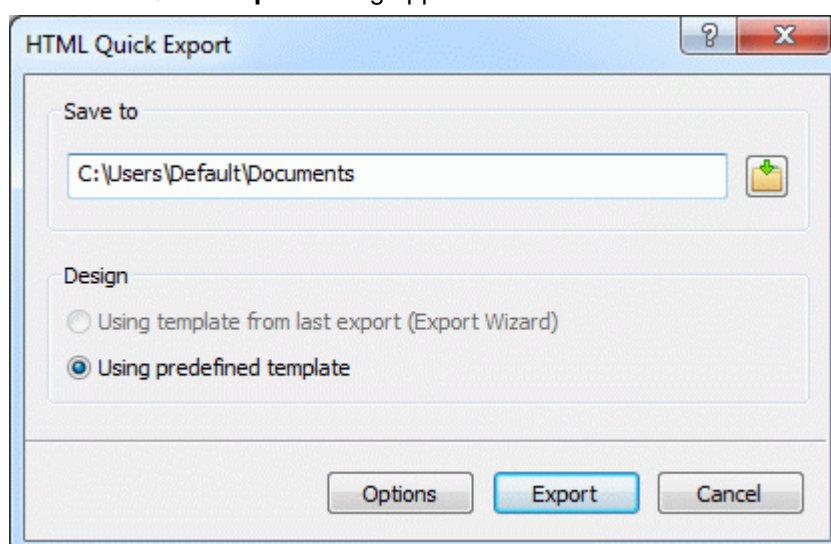 HTML Quick Export
Save to
C:\Users\Default\Documents
Design
Using template from last export (Export Wizard)
Using predefined template
Options Export Cancel